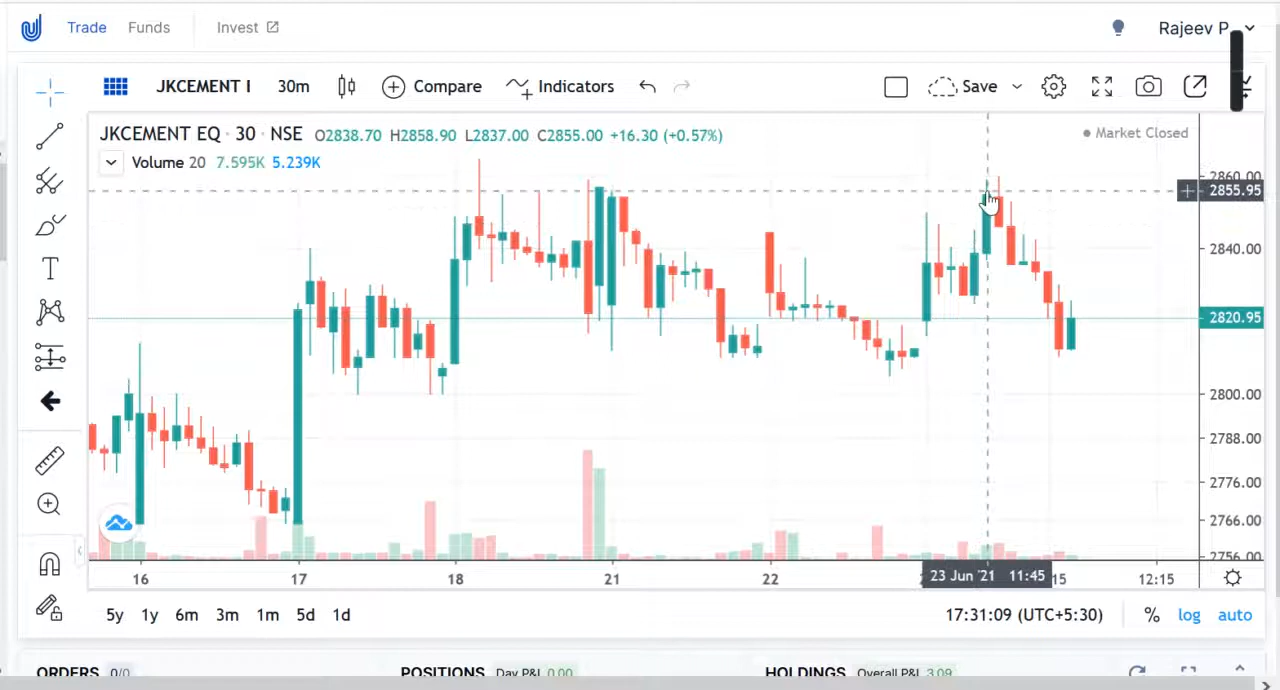 Trade Funds Invest Rajeev P
JKCEMENT I 30m Compare Indicators Save
JKCEMENT EQ · 30 · NSE O2838.70 H2858.90 L2837.00 C2855.00 +16.30 (+0.57%) Market Closed
Volume 20 7.595K 5.239K
2860.00
2855.95
2840.00
2820.95
2800.00
2788.00
2776.00
2766.00
2756.00
16 17 18 21 22 23 Jun '21 11:45 15 12:15
5y 1y 6m 3m 1m 5d 1d 17:31:09 (UTC+5:30) % log auto
ORDERS 0/0 POSITIONS Day P&L 0.00 HOLDINGS Overall P&L 3.09